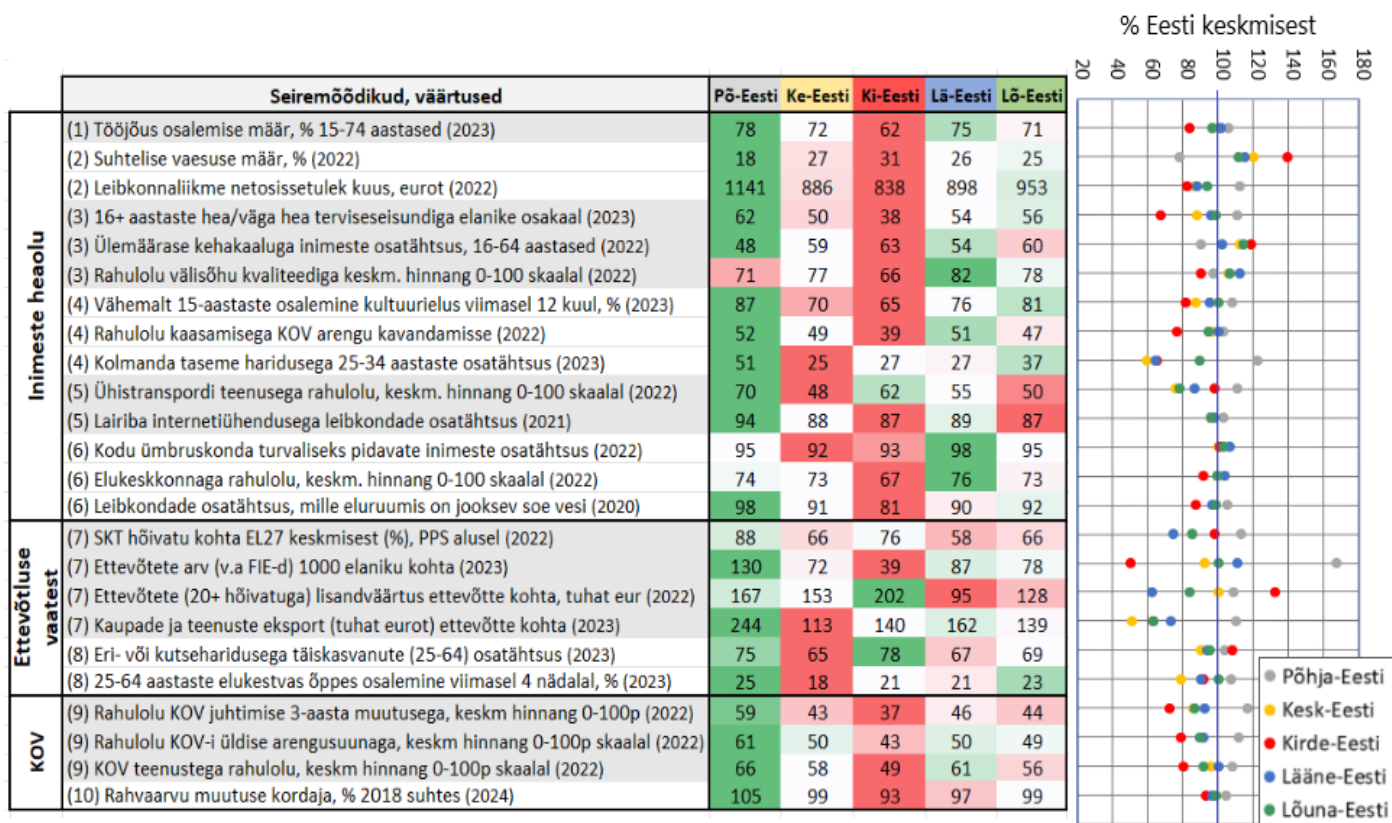 % Eesti keskmisest
20 40 60 80 100 120 140 160 180
Seiremõõdikud, väärtused Põ-Eesti Ke-Eesti Ki-Eesti Lä-Eesti Lõ-Eesti
Inimeste heaolu
(1) Tööjõus osalemise määr, % 15-74 aastased (2023) 78 72 62 75 71
(2) Suhtelise vaesuse määr, % (2022) 18 27 31 26 25
(2) Leibkonnaliikme netosissetulek kuus, eurot (2022) 1141 886 838 898 953
(3) 16+ aastaste hea/väga hea terviseseisundiga elanike osakaal (2023) 62 50 38 54 56
(3) Ülemäärase kehakaaluga inimeste osatähtsus, 16-64 aastased (2022) 48 59 63 54 60
(3) Rahulolu välisõhu kvaliteediga keskm. hinnang 0-100 skaalal (2022) 71 77 66 82 78
(4) Vähemalt 15-aastaste osalemine kultuurielus viimasel 12 kuul, % (2023) 87 70 65 76 81
(4) Rahulolu kaasamisega KOV arengu kavandamisse (2022) 52 49 39 51 47
(4) Kolmanda taseme haridusega 25-34 aastaste osatähtsus (2023) 51 25 27 27 37
(5) Ühistranspordi teenusega rahulolu, keskm. hinnang 0-100 skaalal (2022) 70 48 62 55 50
(5) Lairiba internetiühendusega leibkondade osatähtsus (2021) 94 88 87 89 87
(6) Kodu ümbruskonda turvaliseks pidavate inimeste osatähtsus (2022) 95 92 93 98 95
(6) Elukeskkonnaga rahulolu, keskm. hinnang 0-100 skaalal (2022) 74 73 67 76 73
(6) Leibkondade osatähtsus, mille eluruumis on jooksev soe vesi (2020) 98 91 81 90 92
Ettevõtluse
vaatest
(7) SKT hõivatu kohta EL27 keskmisest (%), PPS alusel (2022) 88 66 76 58 66
(7) Ettevõtete arv (v.a FIE-d) 1000 elaniku kohta (2023) 130 72 39 87 78
(7) Ettevõtete (20+ hõivatuga) lisandväärtus ettevõtte kohta, tuhat eur (2022) 167 153 202 95 128
(7) Kaupade ja teenuste eksport (tuhat eurot) ettevõtte kohta (2023) 244 113 140 162 139
(8) Eri- või kutseharidusega täiskasvanute (25-64) osatähtsus (2023) 75 65 78 67 69
(8) 25-64 aastaste elukestvas õppes osalemine viimasel 4 nädalal, % (2023) 25 18 21 21 23
KOV
(9) Rahulolu KOV juhtimise 3-aasta muutusega, keskm hinnang 0-100p (2022) 59 43 37 46 44
(9) Rahulolu KOV-i üldise arengusuunaga, keskm hinnang 0-100p skaalal (2022) 61 50 43 50 49
(9) KOV teenustega rahulolu, keskm hinnang 0-100p skaalal (2022) 66 58 49 61 56
(10) Rahvaarvu muutuse kordaja, % 2018 suhtes (2024) 105 99 93 97 99
Põhja-Eesti
Kesk-Eesti
Kirde-Eesti
Lääne-Eesti
Lõuna-Eesti